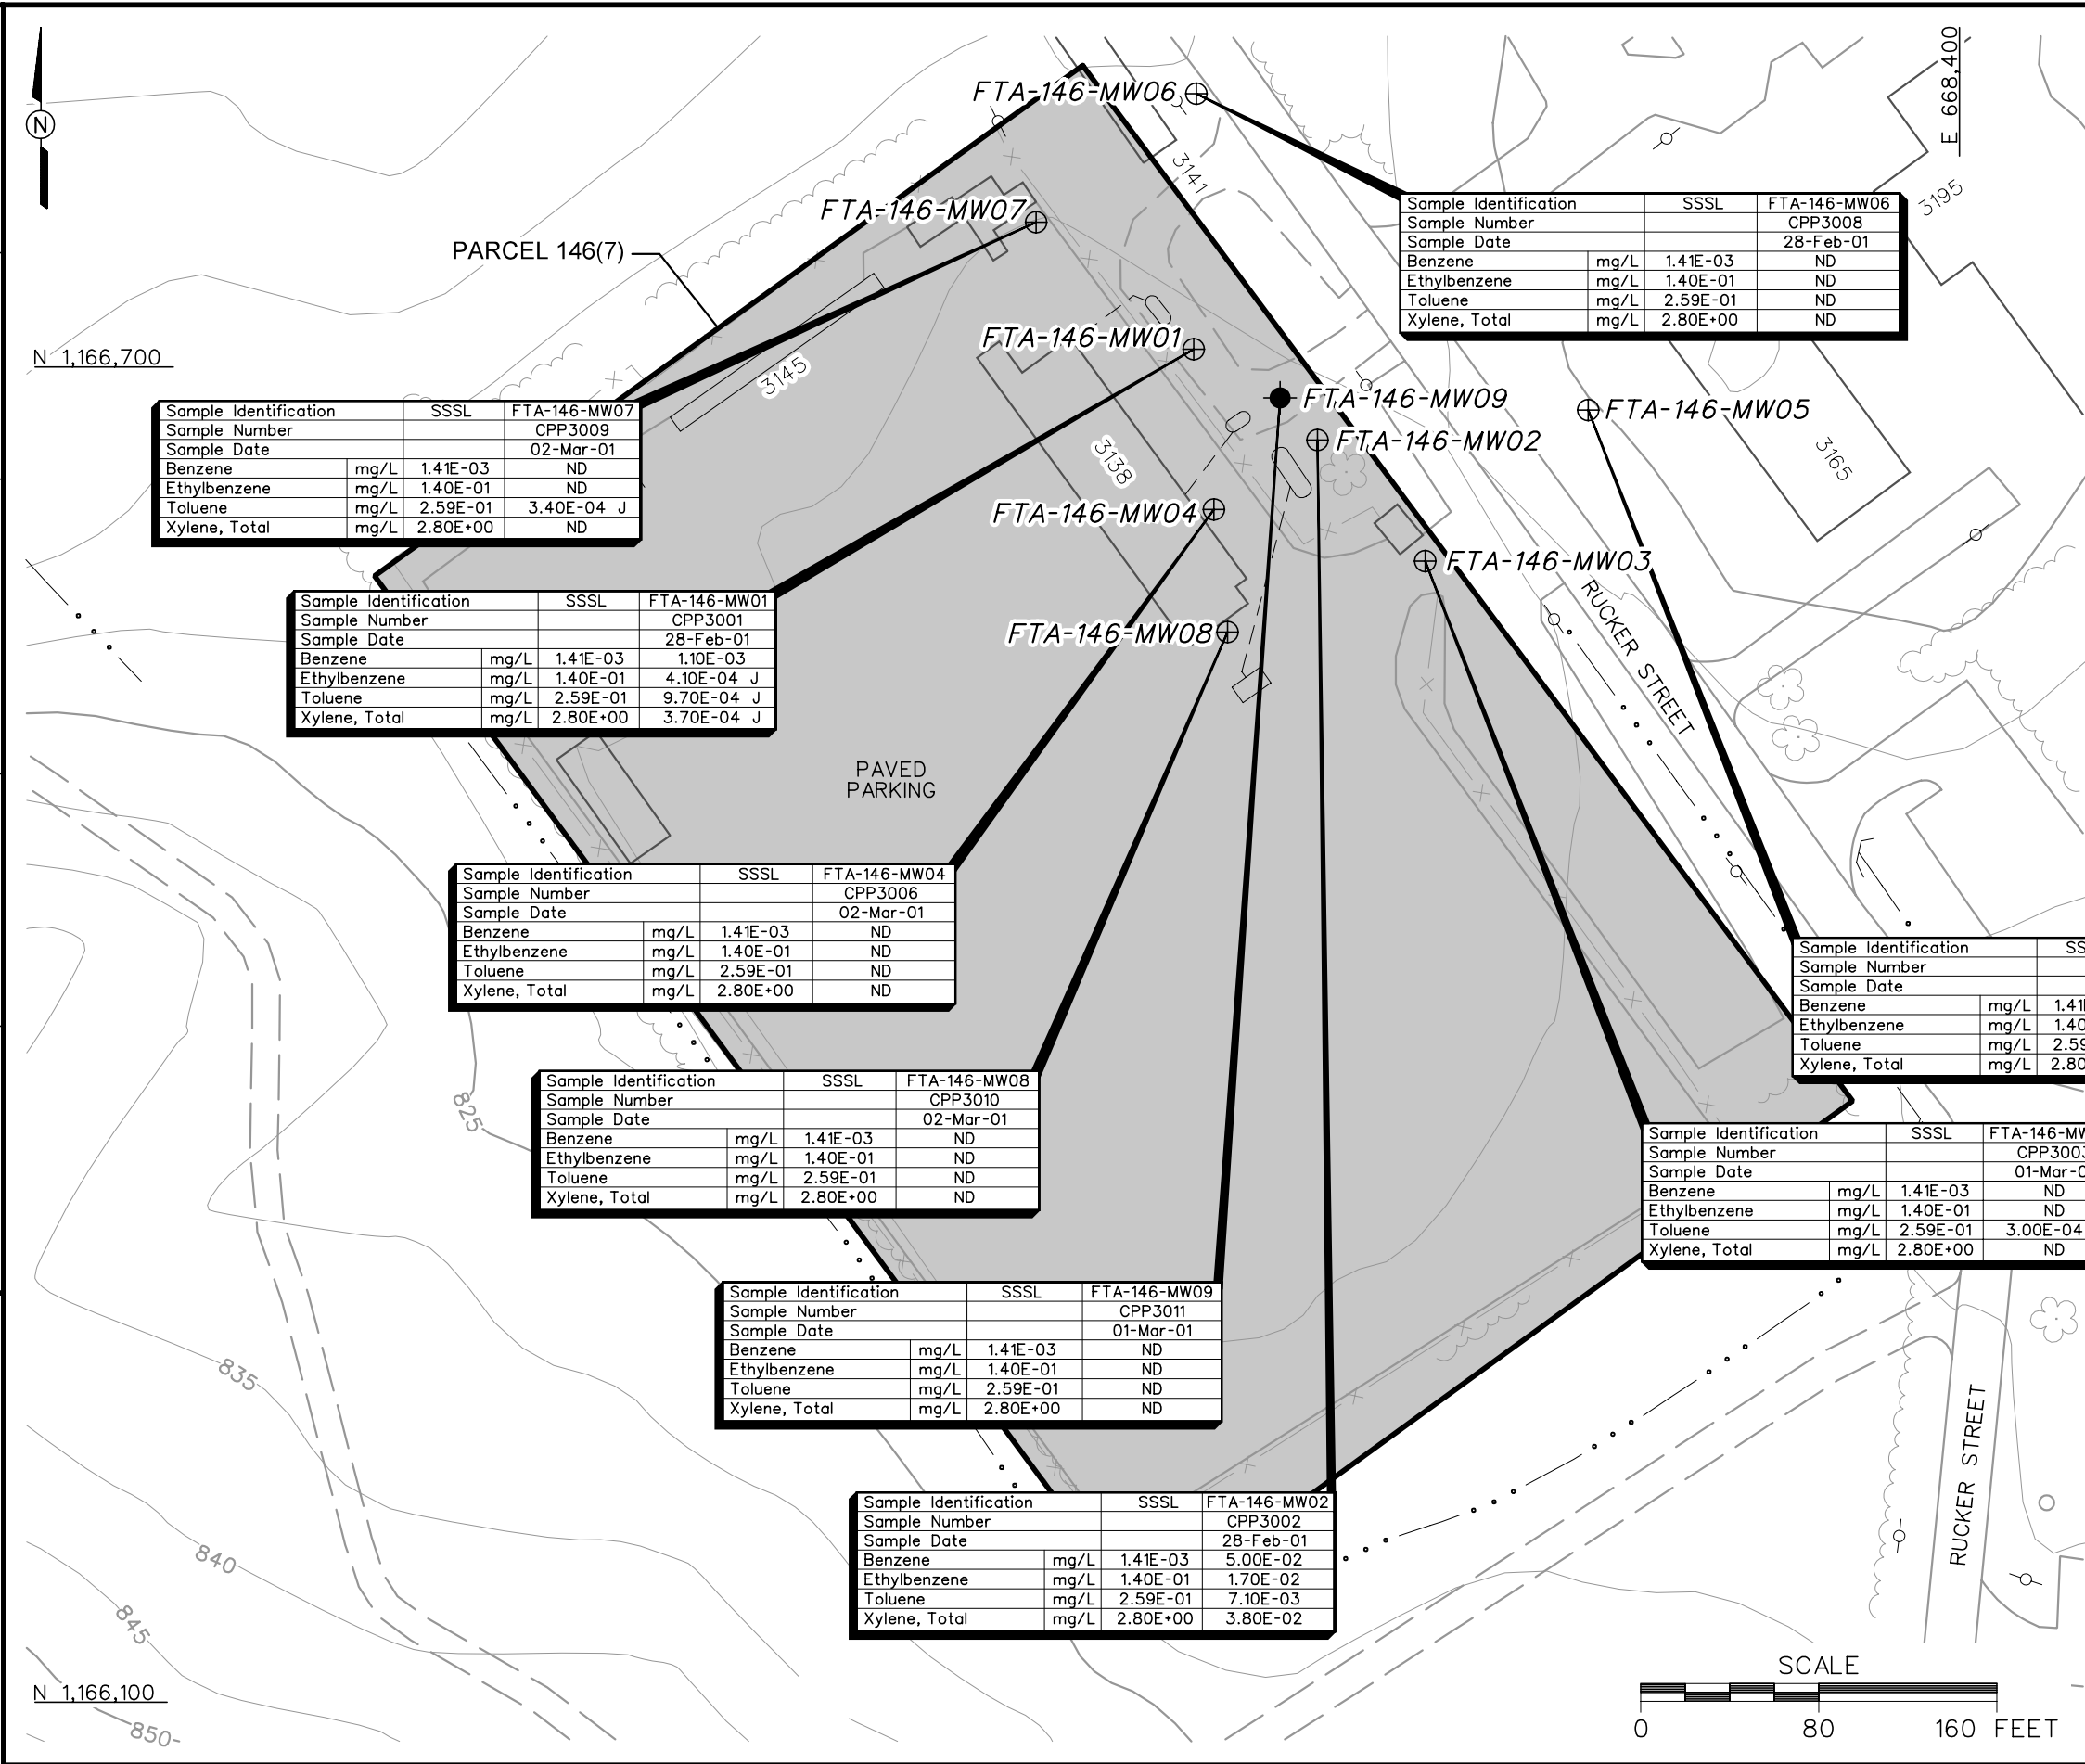 E 668,400
N
FTA-146-MW06
3141
3195
FTA-146-MW07
PARCEL 146(7)
Sample Identification SSSL FTA-146-MW06
Sample Number CPP3008
Sample Date 28-Feb-01
Benzene mg/L 1.41E-03 ND
Ethylbenzene mg/L 1.40E-01 ND
Toluene mg/L 2.59E-01 ND
Xylene, Total mg/L 2.80E+00 ND
FTA-146-MW01
N 1,166,700
3145
FTA-146-MW09
FTA-146-MW05
FTA-146-MW02
3138
3165
Sample Identification SSSL FTA-146-MW07
Sample Number CPP3009
Sample Date 02-Mar-01
Benzene mg/L 1.41E-03 ND
Ethylbenzene mg/L 1.40E-01 ND
Toluene mg/L 2.59E-01 3.40E-04 J
Xylene, Total mg/L 2.80E+00 ND
FTA-146-MW04
FTA-146-MW03
RUCKER STREET
FTA-146-MW08
Sample Identification SSSL FTA-146-MW01
Sample Number CPP3001
Sample Date 28-Feb-01
Benzene mg/L 1.41E-03 1.10E-03
Ethylbenzene mg/L 1.40E-01 4.10E-04 J
Toluene mg/L 2.59E-01 9.70E-04 J
Xylene, Total mg/L 2.80E+00 3.70E-04 J
PAVED
PARKING
Sample Identification SSSL FTA-146-MW04
Sample Number CPP3006
Sample Date 02-Mar-01
Benzene mg/L 1.41E-03 ND
Ethylbenzene mg/L 1.40E-01 ND
Toluene mg/L 2.59E-01 ND
Xylene, Total mg/L 2.80E+00 ND
Sample Identification
Sample Number
Sample Date
Benzene mg/L
Ethylbenzene mg/L
Toluene mg/L
Xylene, Total mg/L
825
Sample Identification SSSL FTA-146-MW08
Sample Number CPP3010
Sample Date 02-Mar-01
Benzene mg/L 1.41E-03 ND
Ethylbenzene mg/L 1.40E-01 ND
Toluene mg/L 2.59E-01 ND
Xylene, Total mg/L 2.80E+00 ND
Sample Identification SSSL
Sample Number CPP3003
Sample Date
Benzene mg/L 1.41E-03 ND
Ethylbenzene mg/L 1.40E-01 ND
Toluene mg/L 2.59E-01 3.00E-04
Xylene, Total mg/L 2.80E+00 ND
Sample Identification SSSL FTA-146-MW09
Sample Number CPP3011
Sample Date 01-Mar-01
Benzene mg/L 1.41E-03 ND
Ethylbenzene mg/L 1.40E-01 ND
Toluene mg/L 2.59E-01 ND
Xylene, Total mg/L 2.80E+00 ND
835
RUCKER STREET
Sample Identification SSSL FTA-146-MW02
Sample Number CPP3002
Sample Date 28-Feb-01
Benzene mg/L 1.41E-03 5.00E-02
Ethylbenzene mg/L 1.40E-01 1.70E-02
Toluene mg/L 2.59E-01 7.10E-03
Xylene, Total mg/L 2.80E+00 3.80E-02
840
845
N 1,166,100
850
SCALE
0 80 160 FEET